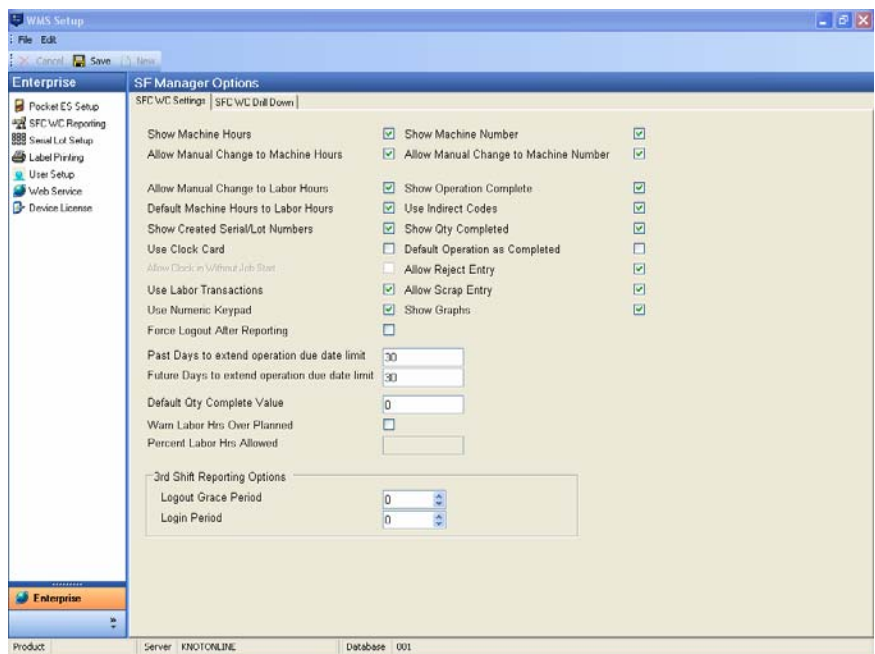 WMS Setup
File Edit
Cancel Save New
Enterprise
SF Manager Options
Pocket ES Setup
SFC WC Reporting
Serial Lot Setup
Label Printing
User Setup
Web Service
Device License
SFC WC Settings SFC WC Drill Down
Show Machine Hours Show Machine Number
Allow Manual Change to Machine Hours Allow Manual Change to Machine Number
Allow Manual Change to Labor Hours Show Operation Complete
Default Machine Hours to Labor Hours Use Indirect Codes
Show Created Serial/Lot Numbers Show Qty Completed
Use Clock Card Default Operation as Completed
Allow Clock in Without Job Start Allow Reject Entry
Use Labor Transactions Allow Scrap Entry
Use Numeric Keypad Show Graphs
Force Logout After Reporting
Past Days to extend operation due date limit 30
Future Days to extend operation due date limit 30
Default Qty Complete Value 0
Warn Labor Hrs Over Planned
Percent Labor Hrs Allowed
3rd Shift Reporting Options
Logout Grace Period 0
Login Period 0
Enterprise
Product Server KNOTONLINE Database 001